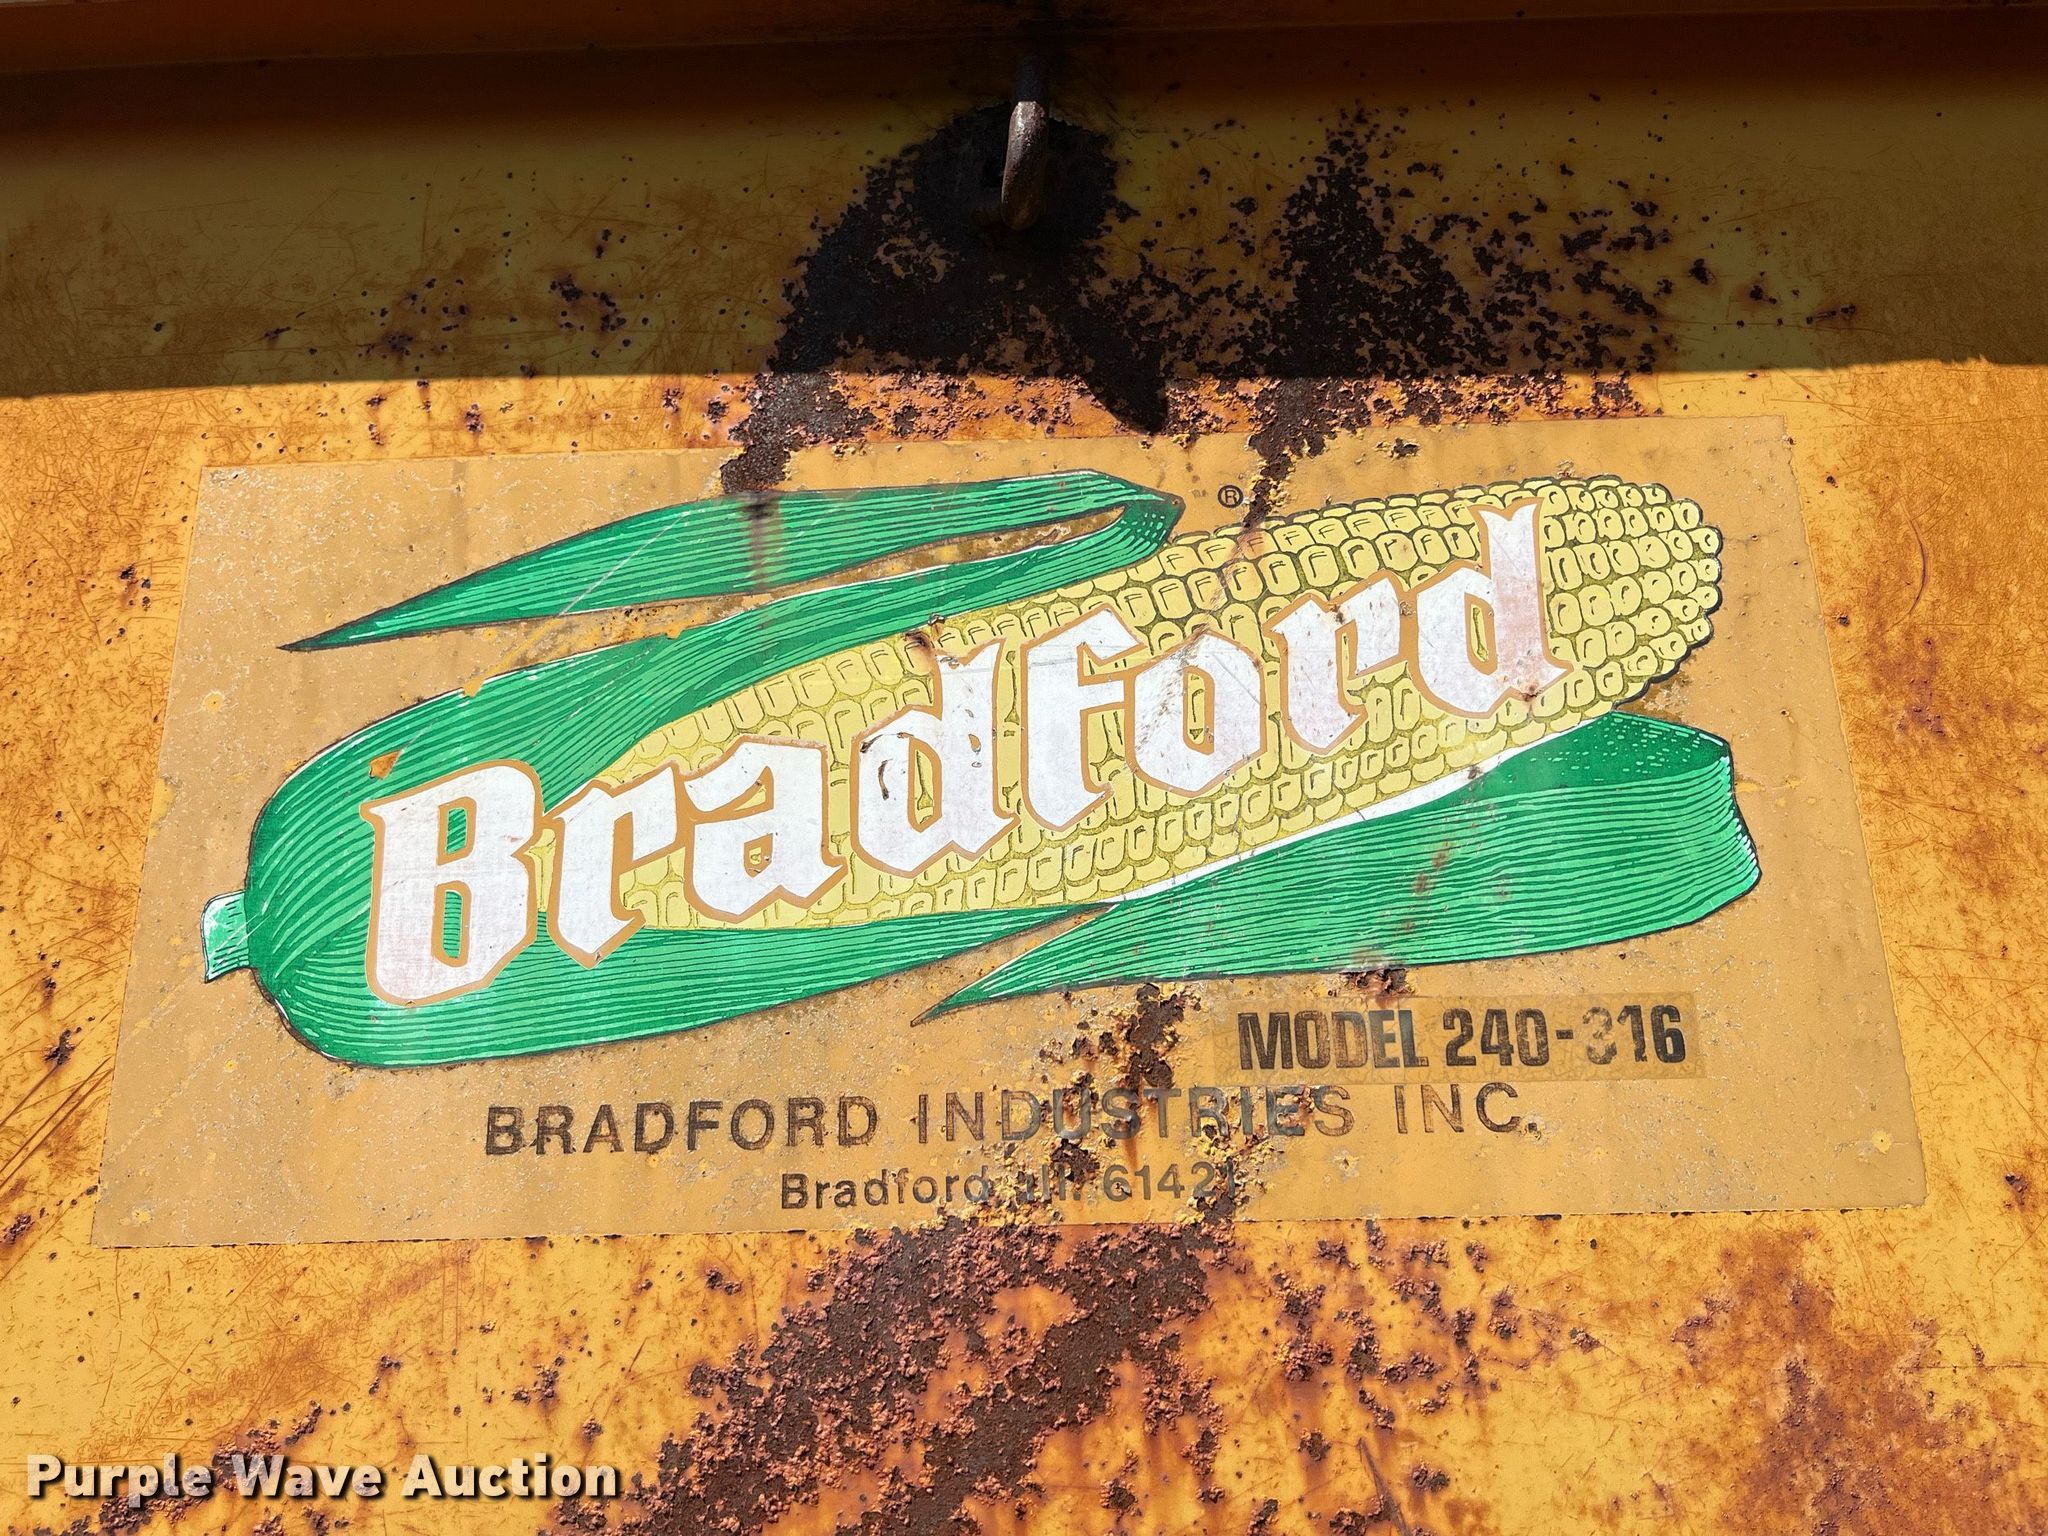 ®
Bradford
MODEL 240-316
BRADFORD INDUSTRIES INC.
Bradford Ill. 61421
Purple Wave Auction